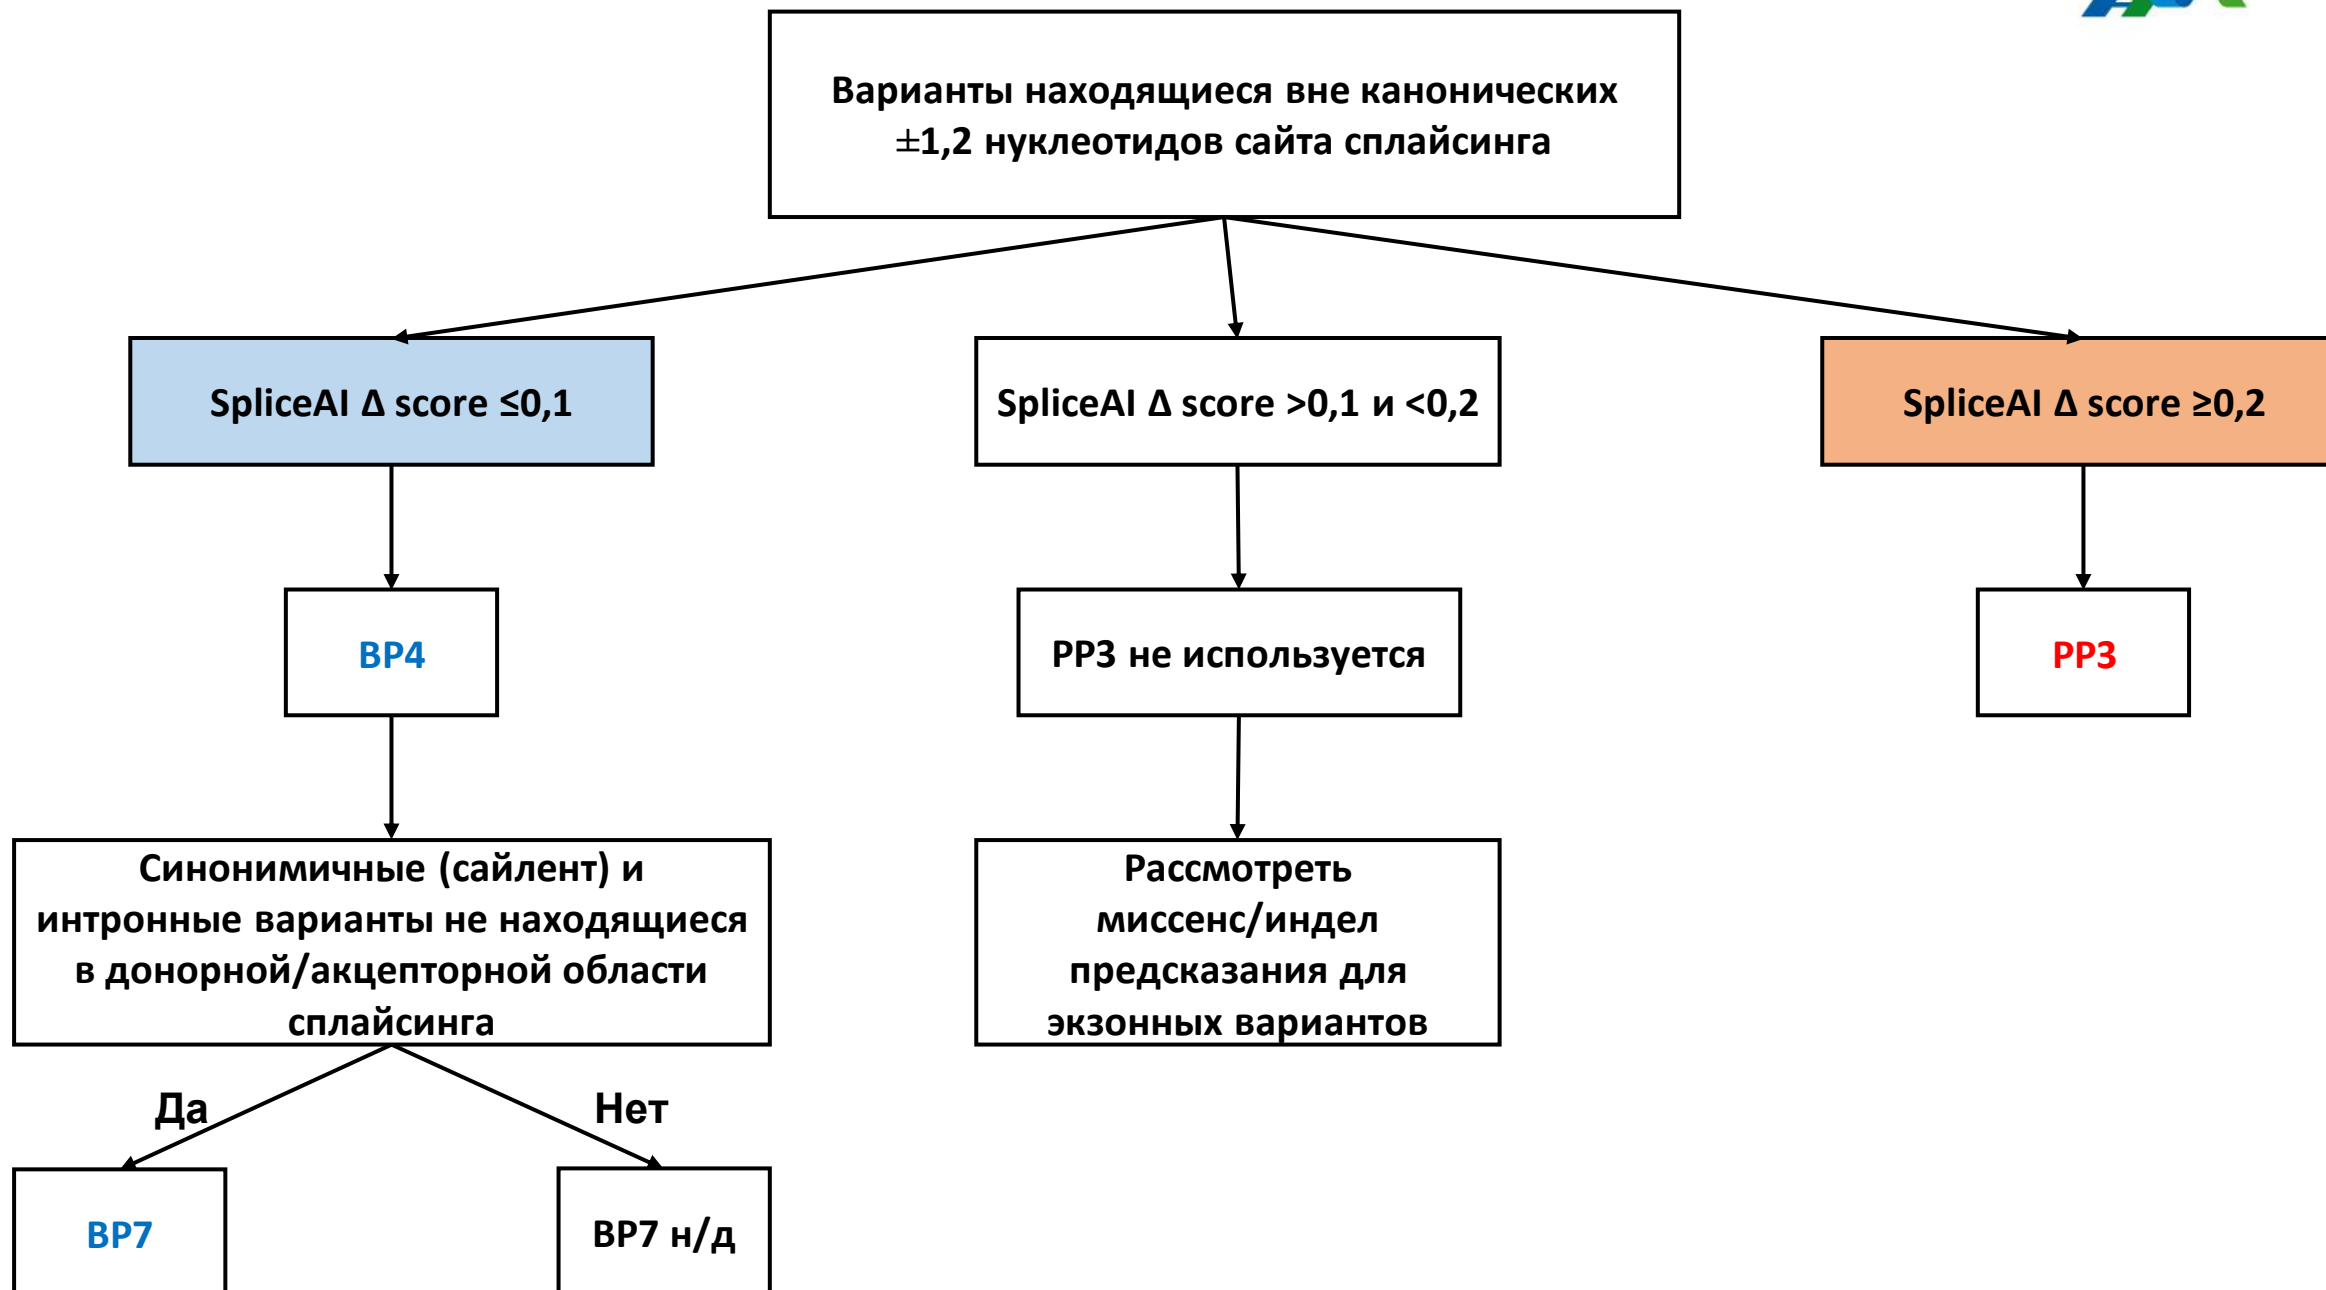 Варианты находящиеся вне канонических
±1,2 нуклеотидов сайта сплайсинга
SpliceAI Δ score ≤0,1
SpliceAI Δ score >0,1 и <0,2
SpliceAI Δ score ≥0,2
BP4
PP3 не используется
PP3
Синонимичные (сайлент) и
интронные варианты не находящиеся
в донорной/акцепторной области
сплайсинга
Рассмотреть
миссенс/индел
предсказания для
экзонных вариантов
Да
Нет
BP7
BP7 н/д